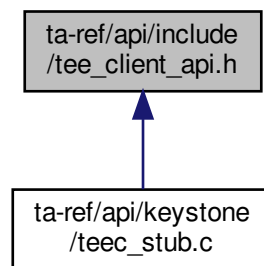 ta-ref/api/include
/tee_client_api.h
ta-ref/api/keystone
/teec_stub.c